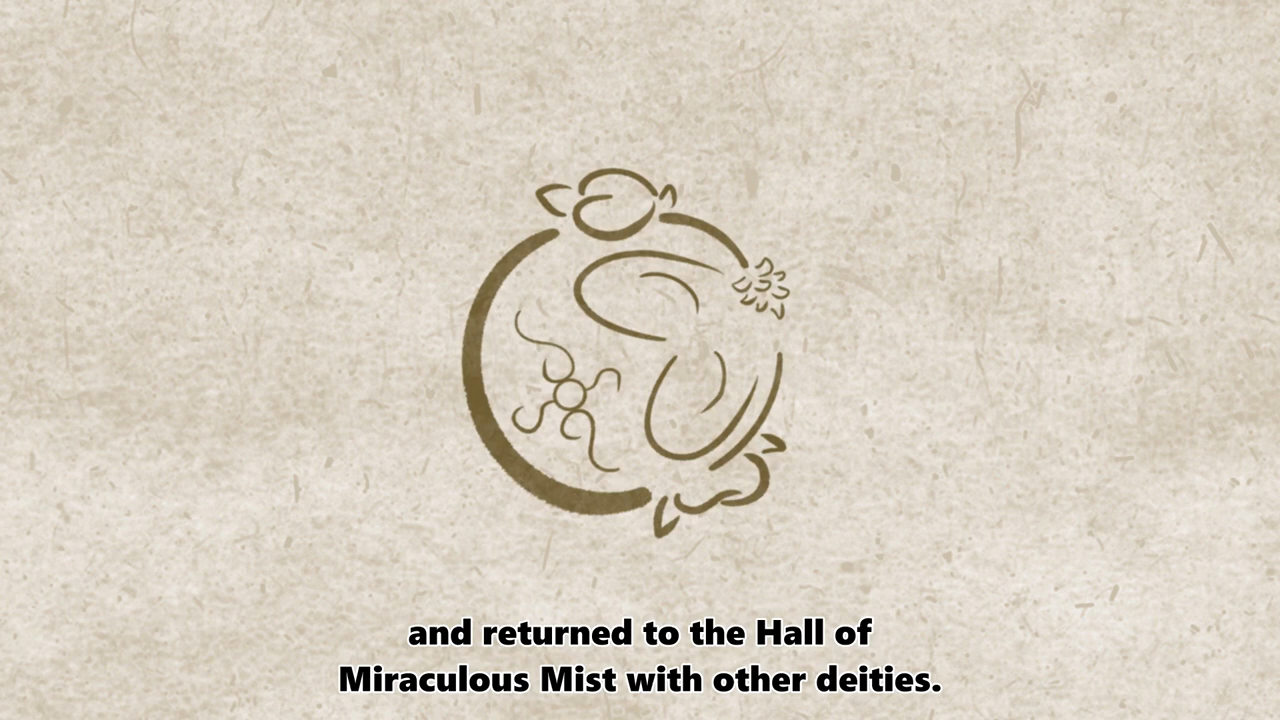 and returned to the Hall of
Miraculous Mist with other deities.